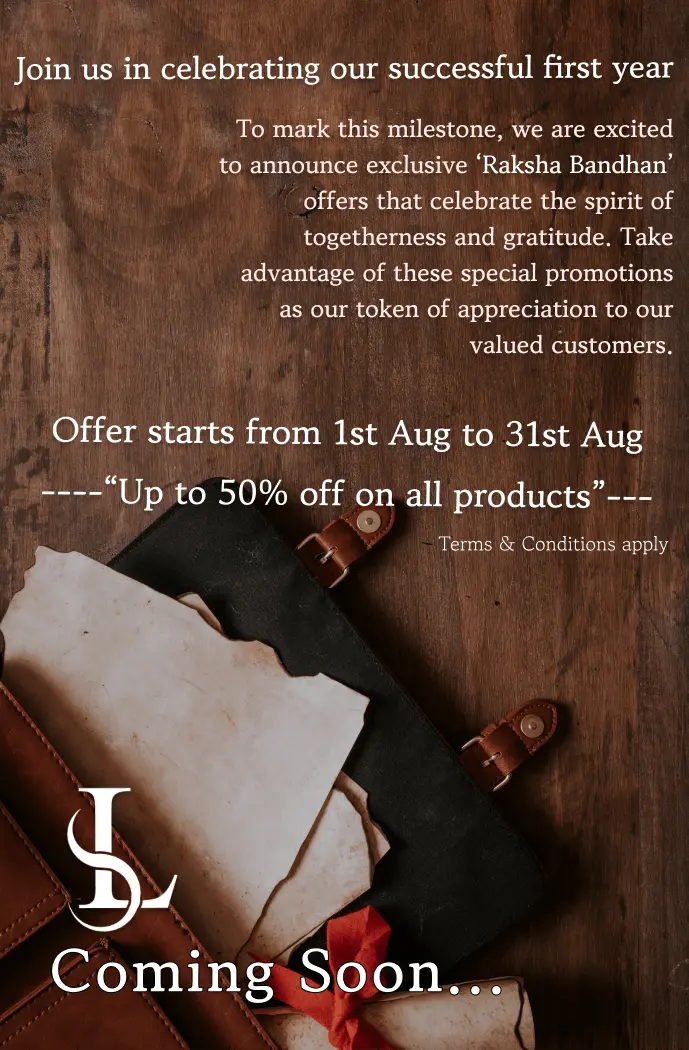 Join us in celebrating our successful first year
To mark this milestone, we are excited
to announce exclusive ‘Raksha Bandhan’
offers that celebrate the spirit of
togetherness and gratitude. Take
advantage of these special promotions
as our token of appreciation to our
valued customers.
Offer starts from 1st Aug to 31st Aug
----“Up to 50% off on all products”---
Terms & Conditions apply
SL
Coming Soon...